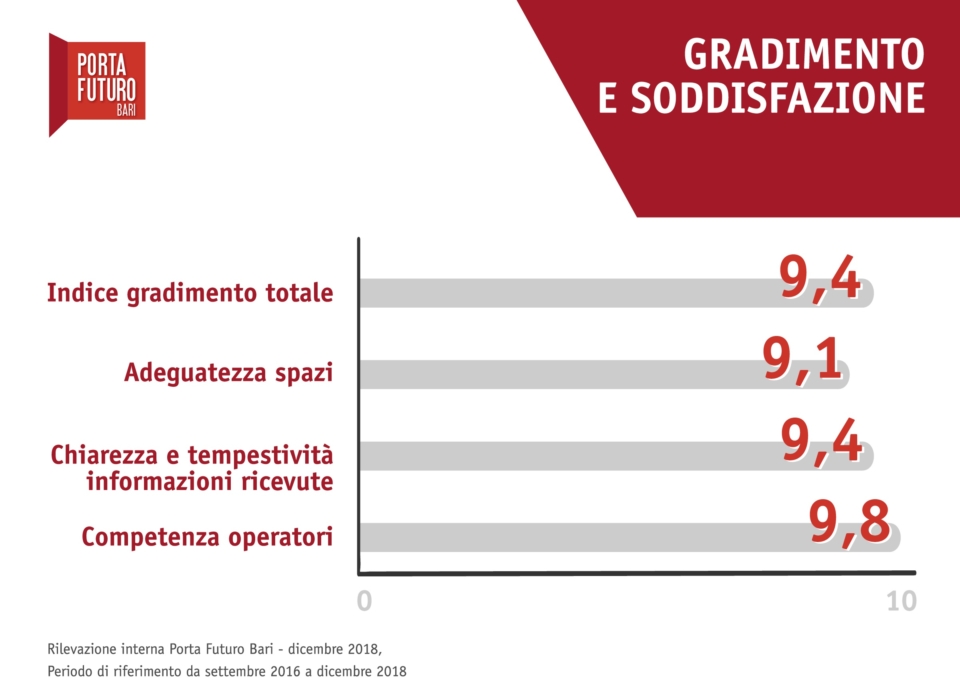 PORTA
FUTURO
BARI
GRADIMENTO
E SODDISFAZIONE
Indice gradimento totale
9,4
Adeguatezza spazi
9,1
Chiarezza e tempestività
informazioni ricevute
9,4
Competenza operatori
9,8
0
10
Rilevazione interna Porta Futuro Bari - dicembre 2018,
Periodo di riferimento da settembre 2016 a dicembre 2018